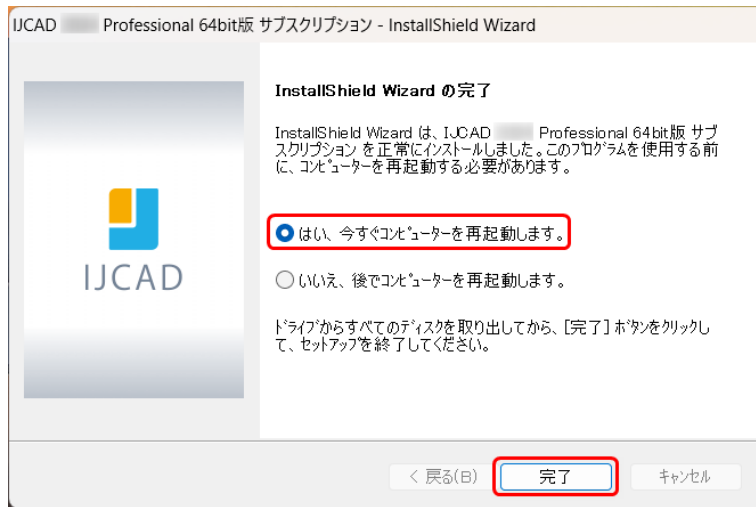 IJCAD Professional 64bit版 サブスクリプション - InstallShield Wizard
InstallShield Wizard の完了
InstallShield Wizard は、IJCAD Professional 64bit版 サブ
スクリプション を正常にインストールしました。このプログラムを使用する前
に、コンピューターを再起動する必要があります。
はい、今すぐコンピューターを再起動します。
IJCAD
いいえ、後でコンピューターを再起動します。
ドライブからすべてのディスクを取り出してから、[完了] ボタンをクリックし
て、セットアップを終了してください。
< 戻る(B)
完了
キャンセル